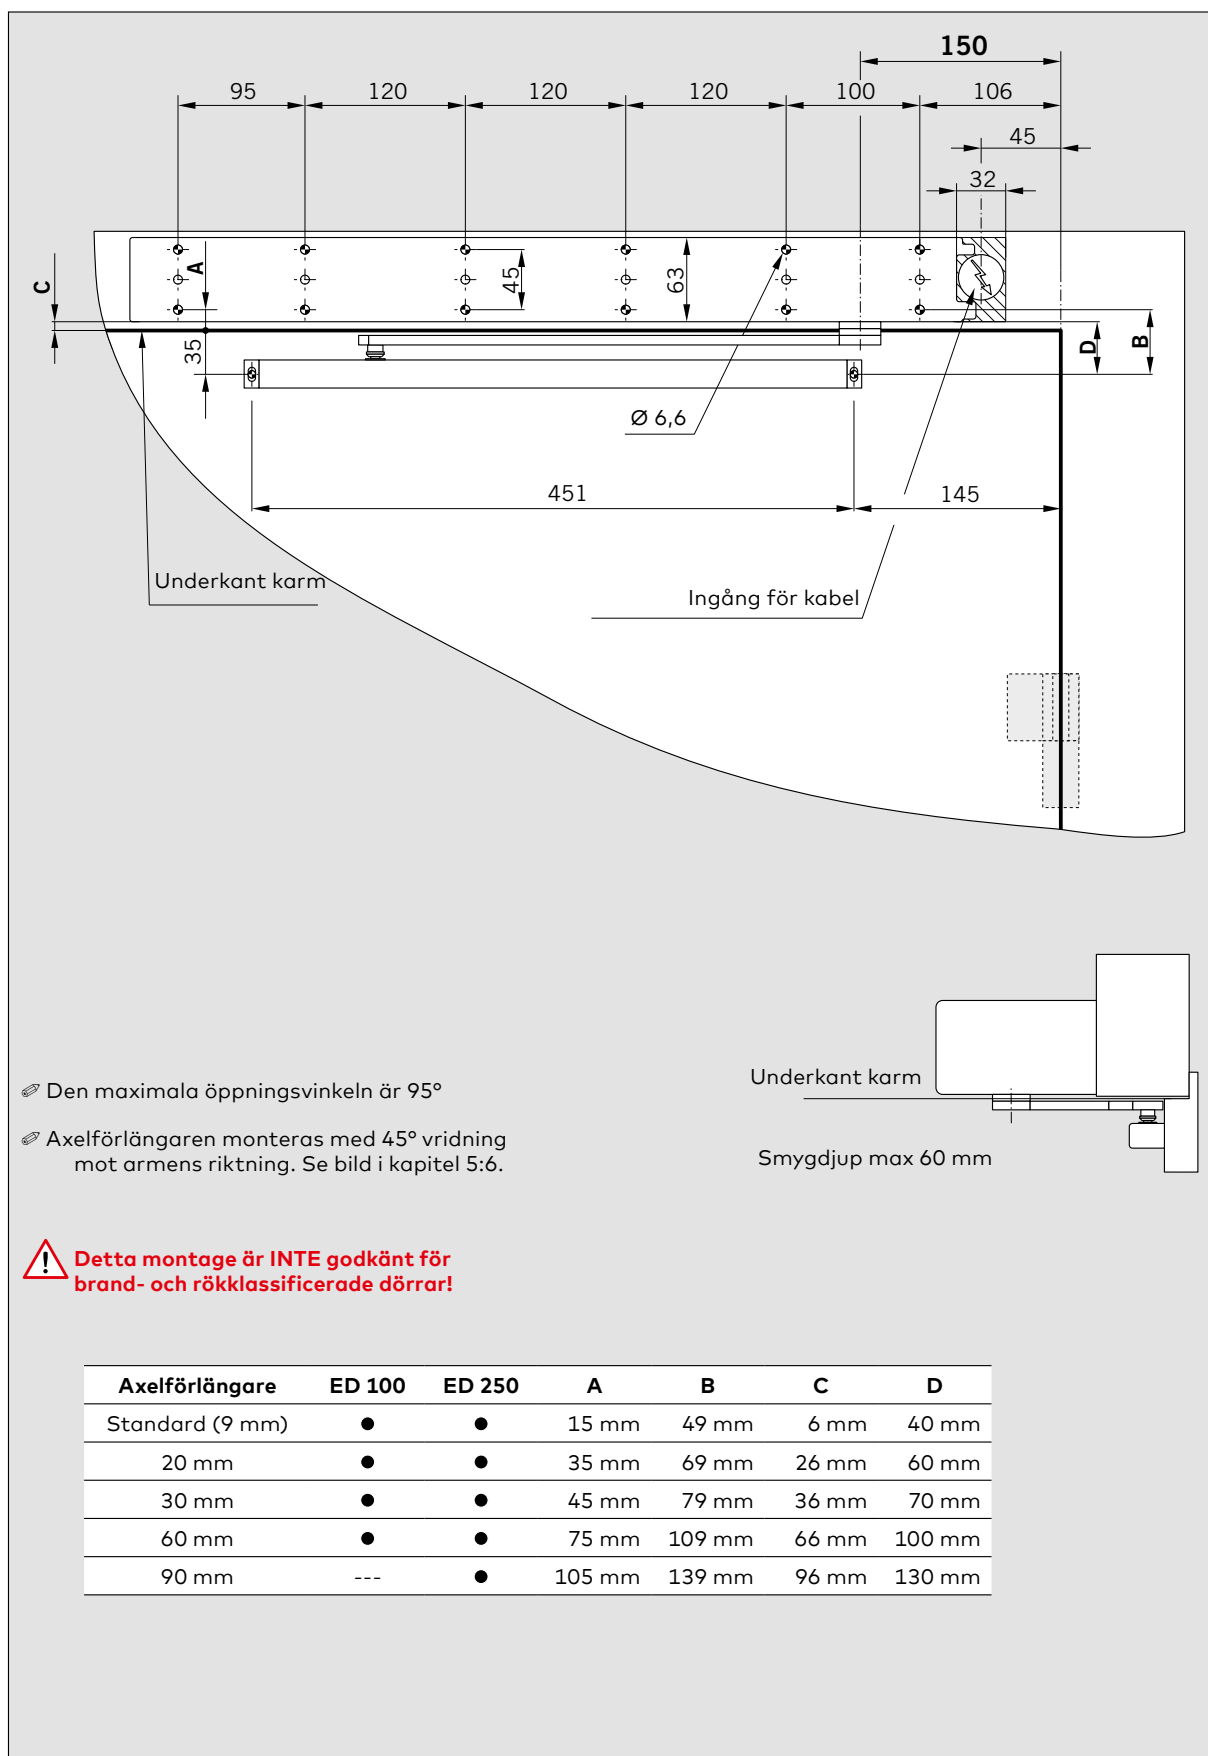 150
95 120 120 120 100 106
45
32
C A 45 63
35 D B
Ø 6,6
451 145
Underkant karm
Ingång för kabel
Underkant karm
Den maximala öppningsvinkeln är 95°
Axelförlängaren monteras med 45° vridning
mot armens riktning. Se bild i kapitel 5:6.
Smygdjup max 60 mm
Detta montage är INTE godkänt för
brand- och rökklassificerade dörrar!
Axelförlängare ED 100 ED 250 A B C D
Standard (9 mm) ● ● 15 mm 49 mm 6 mm 40 mm
20 mm ● ● 35 mm 69 mm 26 mm 60 mm
30 mm ● ● 45 mm 79 mm 36 mm 70 mm
60 mm ● ● 75 mm 109 mm 66 mm 100 mm
90 mm --- ● 105 mm 139 mm 96 mm 130 mm